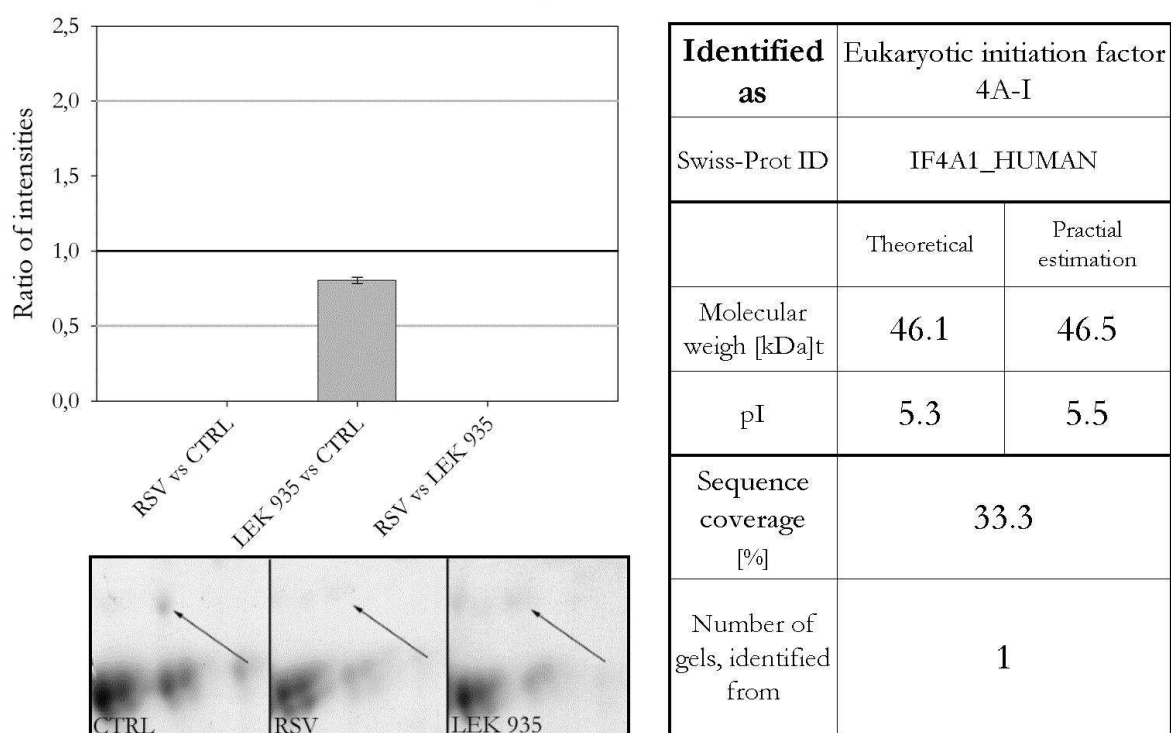 2,5
2,0
1,5
1,0
0,5
0,0
Ratio of intensities
RSV vs CTRL
LEK 935 vs CTRL
RSV vs LEK 935
CTRL
RSV
LEK 935
Identified as
Eukaryotic initiation factor
4A-I
Swiss-Prot ID
IF4A1_HUMAN
Theoretical
Practial
estimation
Molecular
weigh [kDa]t
46.1
46.5
pI
5.3
5.5
Sequence
coverage
[%]
33.3
Number of
gels, identified
from
1